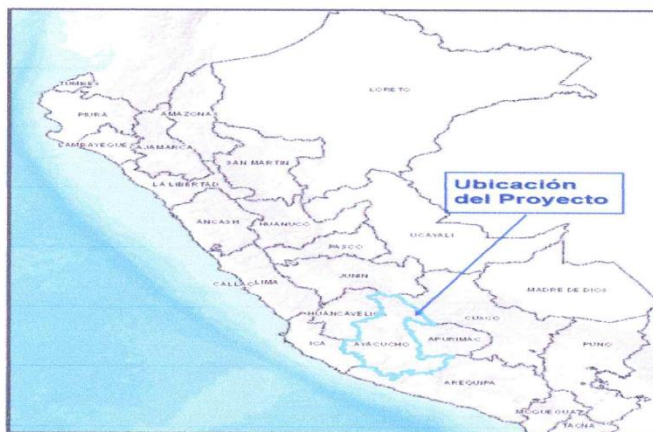 TUMBES
LORETO
PIURA
AMAZONAS
LAMBAYEQUE
CAJAMARCA
SAN MARTIN
LA LIBERTAD
Ubicación
del Proyecto
ANCASH
HUANUCO
UCAYALI
PASCO
JUNIN
CALLAO
LIMA
MADRE DE DIOS
HUANCAVELIC
CUSCO
ICA
AYACUCHO
APURIMAC
PUNO
AREQUIPA
MOQUEGUA
TACNA